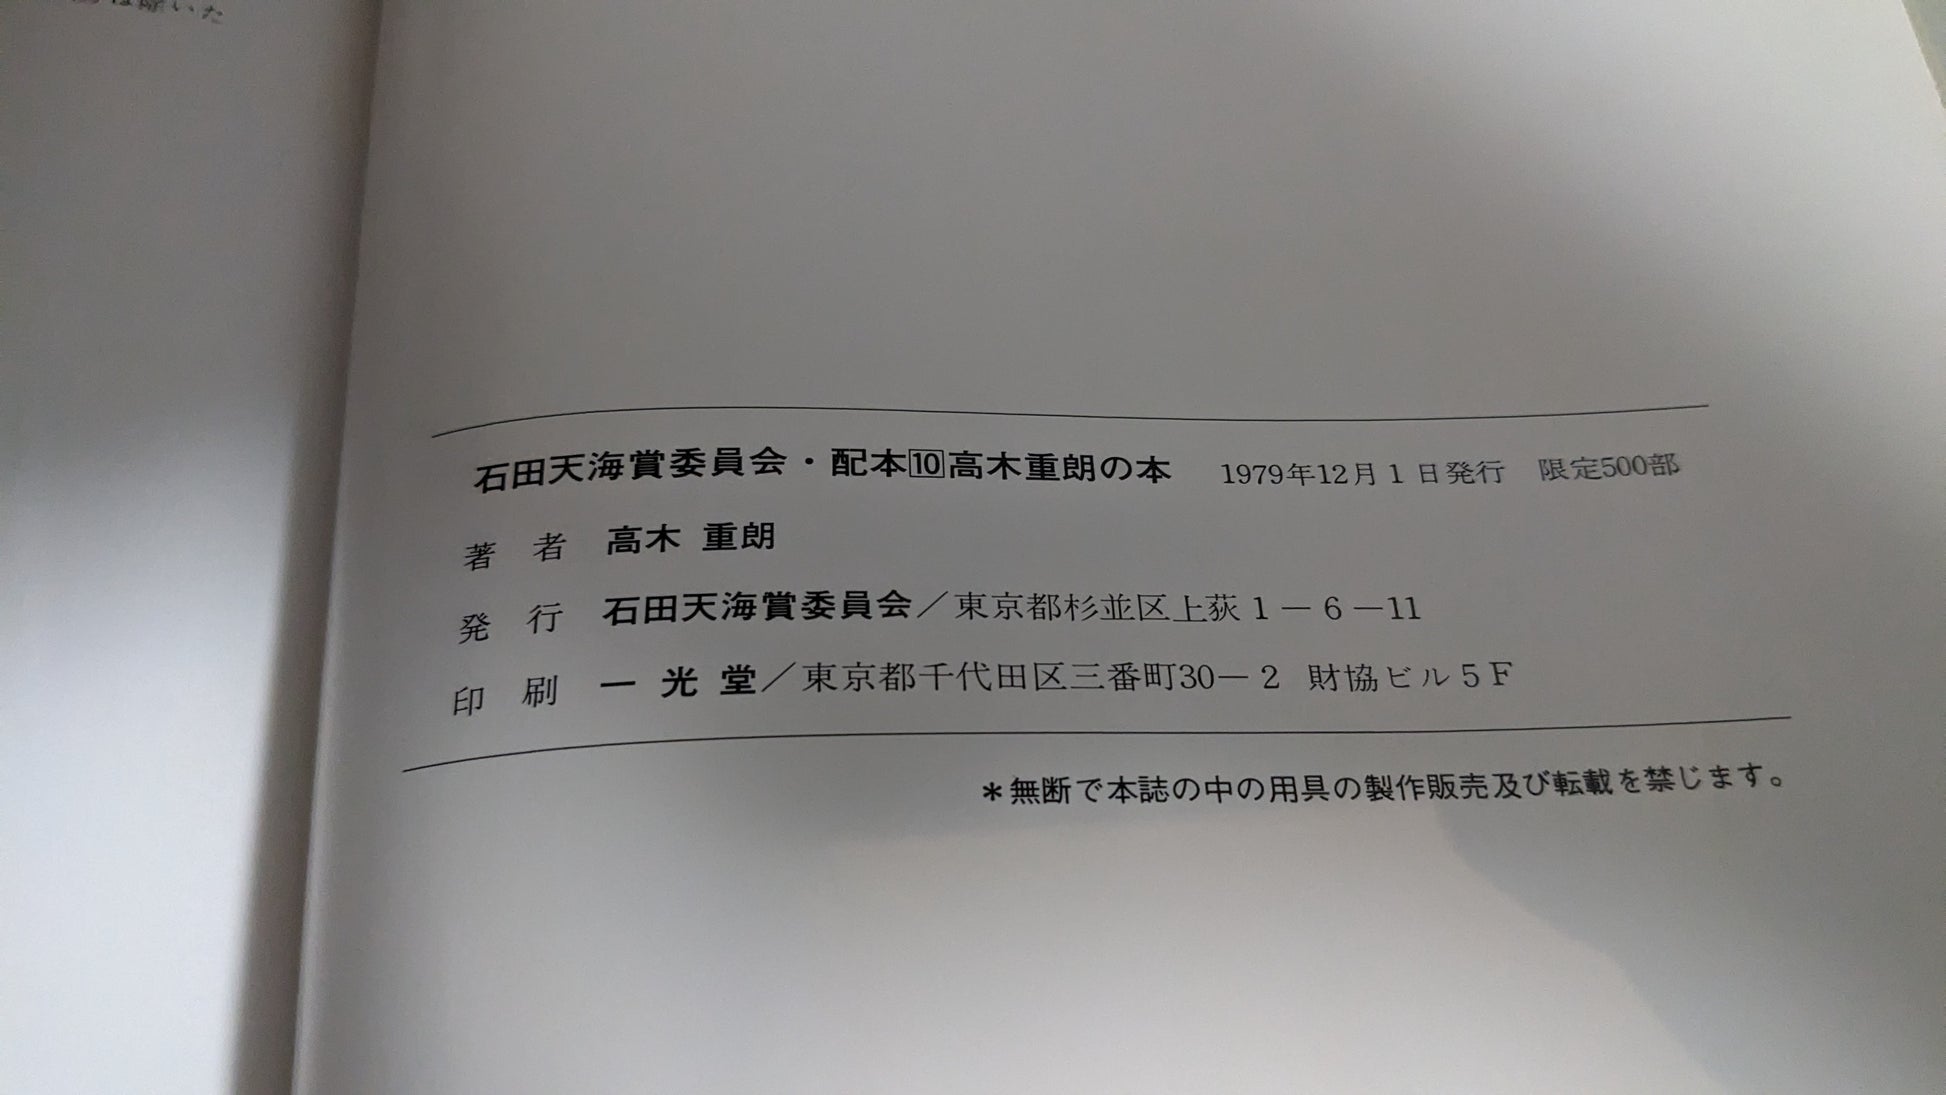 は除いた
石田天海賞委員会・配本10高木重朗の本　1979年12月1日発行　限定500部
著　者　高木 重朗
発　行　石田天海賞委員会／東京都杉並区上荻1－6－11
印　刷　一 光 堂／東京都千代田区三番町30－2 財協ビル5F
＊無断で本誌の中の用具の製作販売及び転載を禁じます。